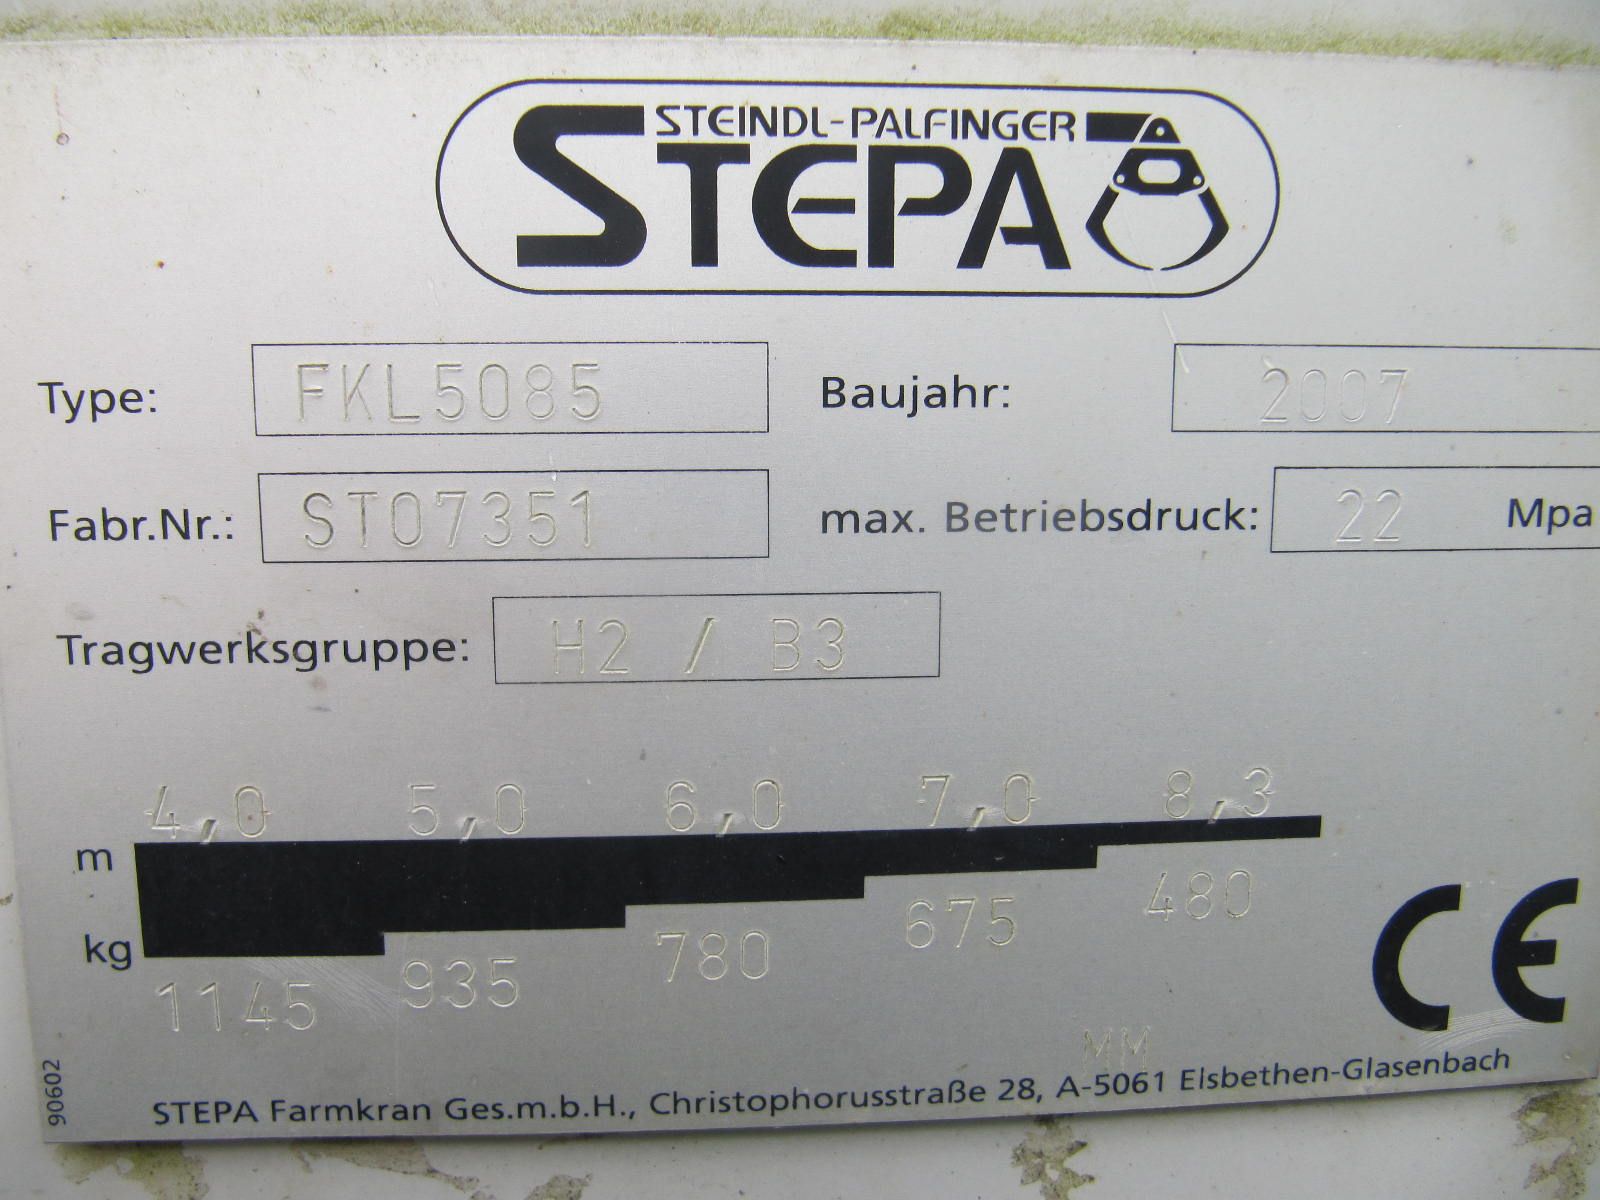 STEINDL-PALFINGER
STEPA
Type: FKL5085 Baujahr: 2007
Fabr.Nr.: ST07351 max. Betriebsdruck: 22 Mpa
Tragwerksgruppe: H2 / B3
4,0 5,0 6,0 7,0 8,3
m
kg
1145 935 780 675 480
CE
MM
90602
STEPA Farmkran Ges.m.b.H., Christophorusstraße 28, A-5061 Elsbethen-Glasenbach